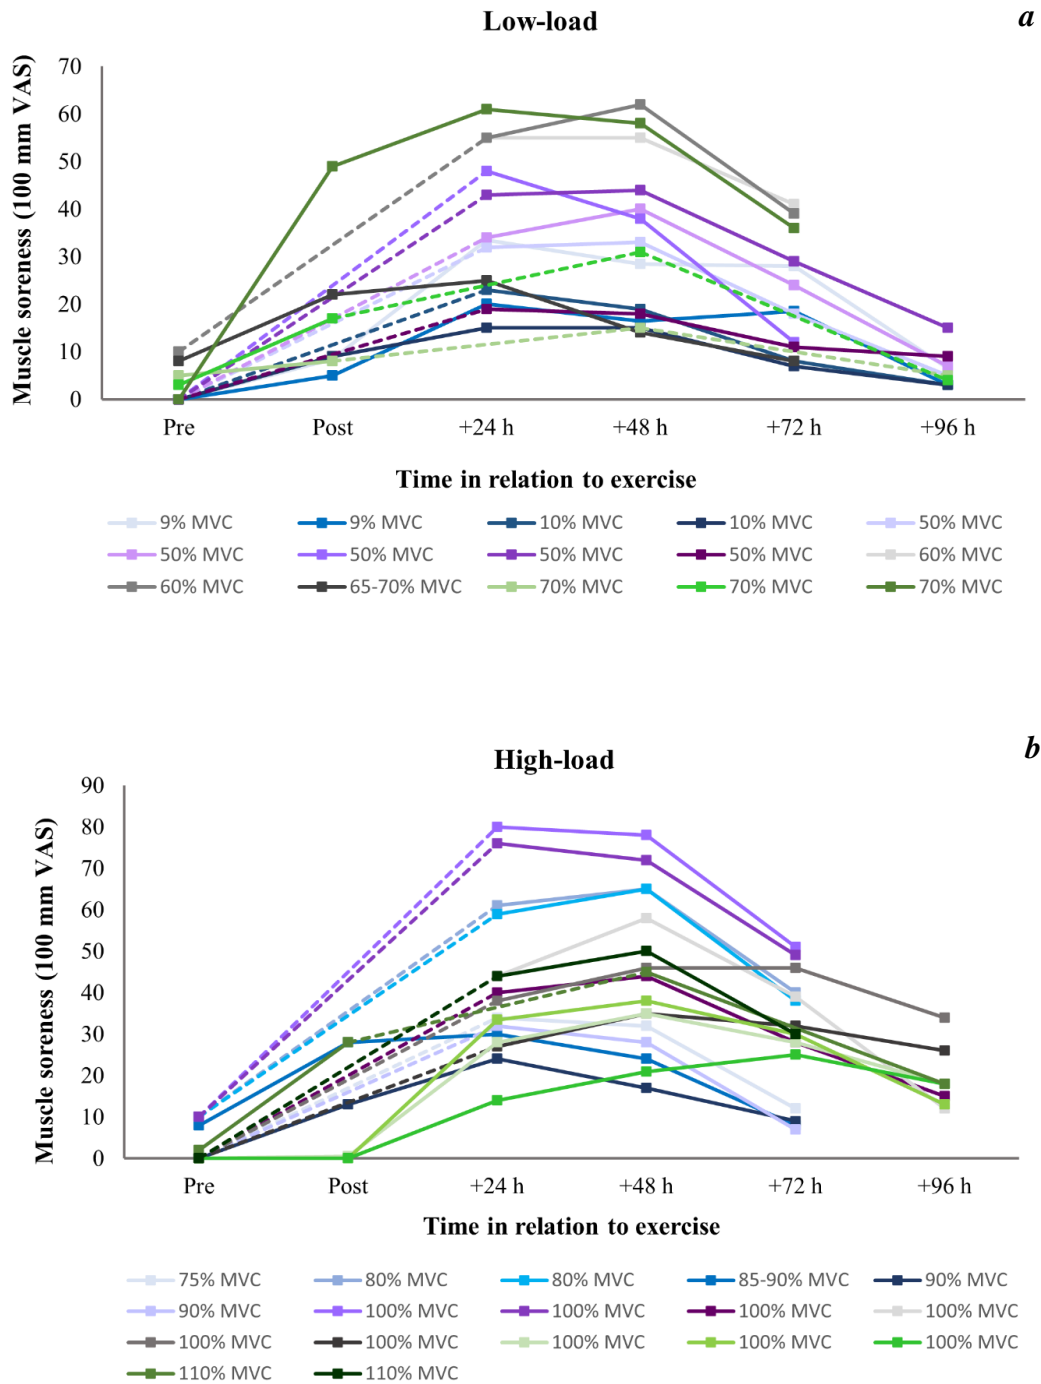 Low-load
a
Muscle soreness (100 mm VAS)
70
60
50
40
30
20
10
0
Pre Post +24 h +48 h +72 h +96 h
Time in relation to exercise
9% MVC 9% MVC 10% MVC 10% MVC 50% MVC
50% MVC 50% MVC 50% MVC 50% MVC 60% MVC
60% MVC 65-70% MVC 70% MVC 70% MVC 70% MVC
High-load
b
Muscle soreness (100 mm VAS)
90
80
70
60
50
40
30
20
10
0
Pre Post +24 h +48 h +72 h +96 h
Time in relation to exercise
75% MVC 80% MVC 80% MVC 85-90% MVC 90% MVC
90% MVC 100% MVC 100% MVC 100% MVC 100% MVC
100% MVC 100% MVC 100% MVC 100% MVC 100% MVC
110% MVC 110% MVC